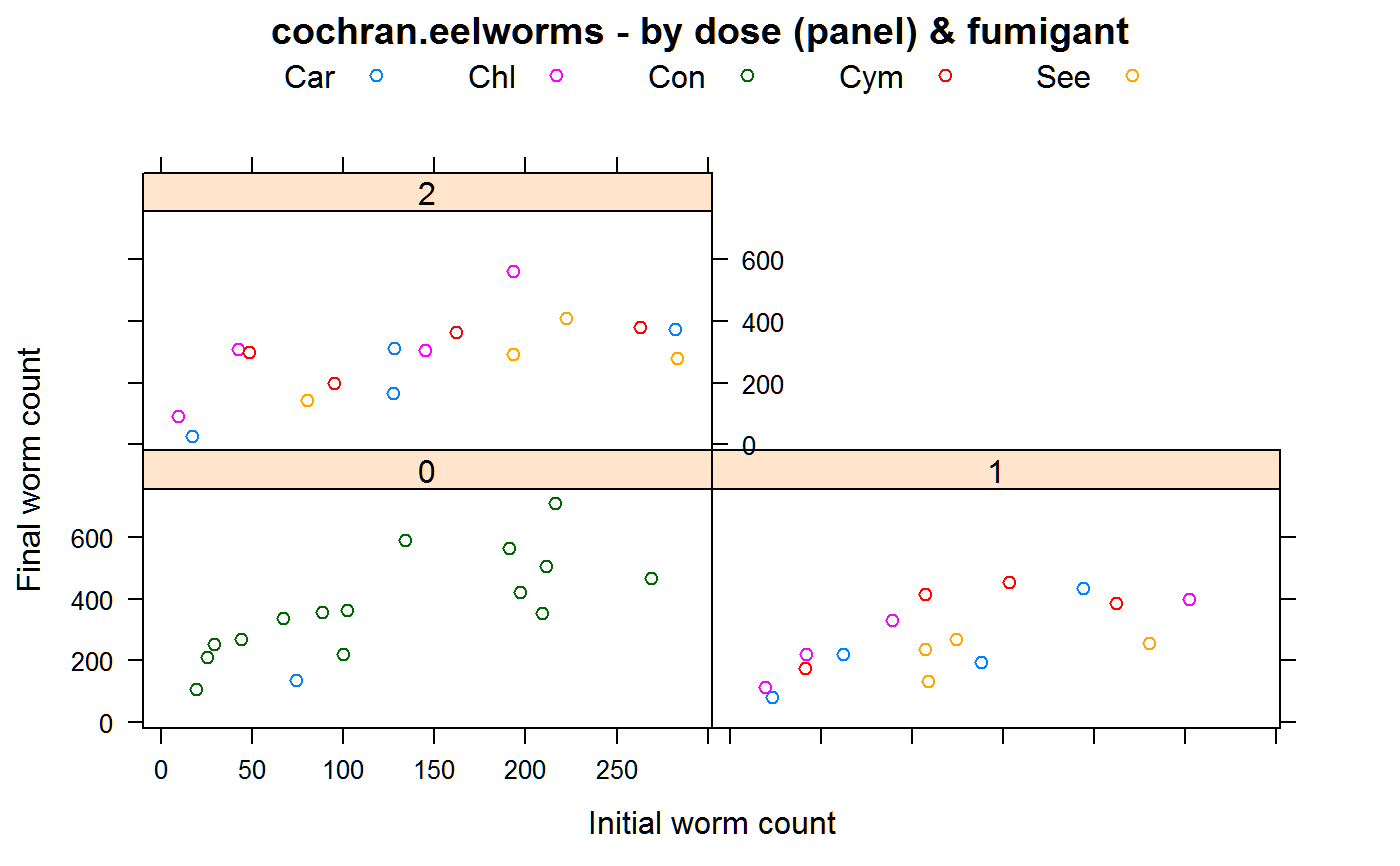 cochran.eelworms - by dose (panel) & fumigant
Car Chl Con Cym See
2
600
400
200
0
0 1
Final worm count
600
400
200
0
0 50 100 150 200 250
Initial worm count